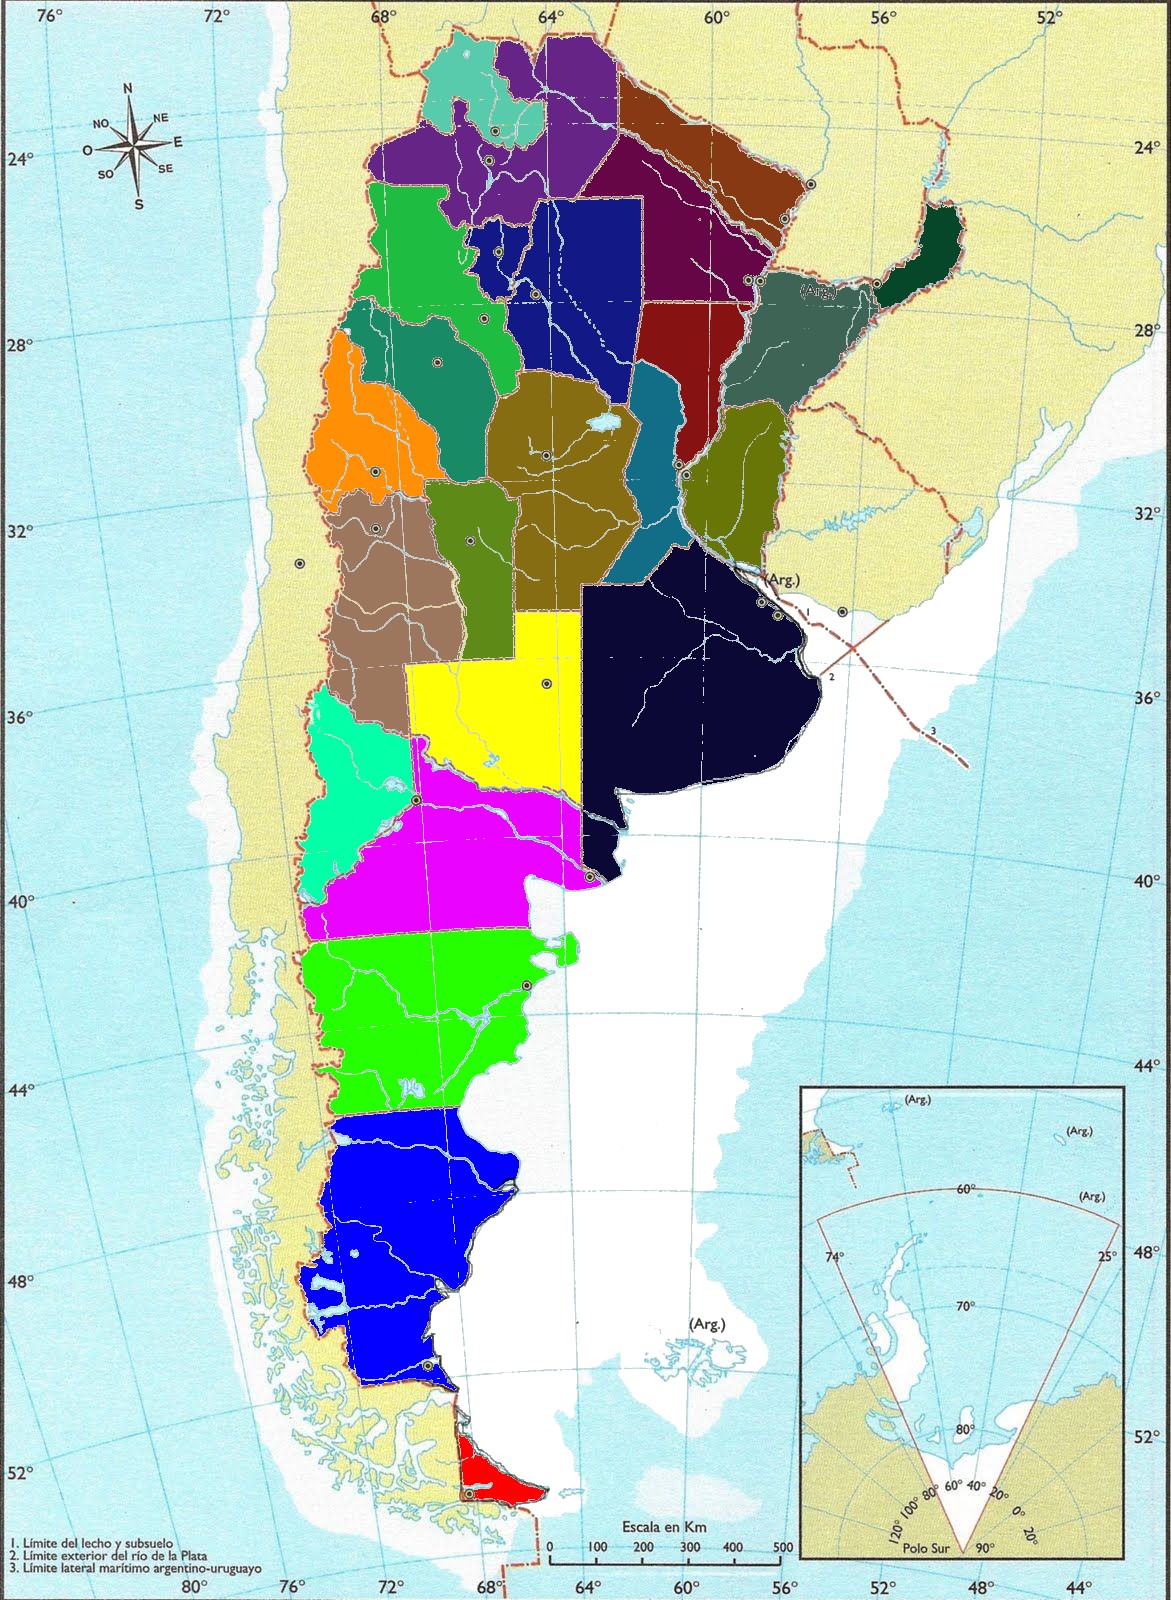 76° 72° 68° 64° 60° 56° 52°
N
NO NE
O E
SO SE
S
24° 24°
(Arg.)
28° 28°
32° 32°
(Arg.)
1
2
36° 36°
3
40° 40°
44° 44°
(Arg.)
(Arg.)
60°
(Arg.)
74° 25°
48° 48°
70°
(Arg.)
80°
52° 52°
120° 100° 80° 60° 40° 20° 0° 20°
Polo Sur 90°
Escala en Km
0 100 200 300 400 500
1. Límite del lecho y subsuelo
2. Límite exterior del río de la Plata
3. Límite lateral marítimo argentino-uruguayo
80° 76° 72° 68° 64° 60° 56° 52° 48° 44°